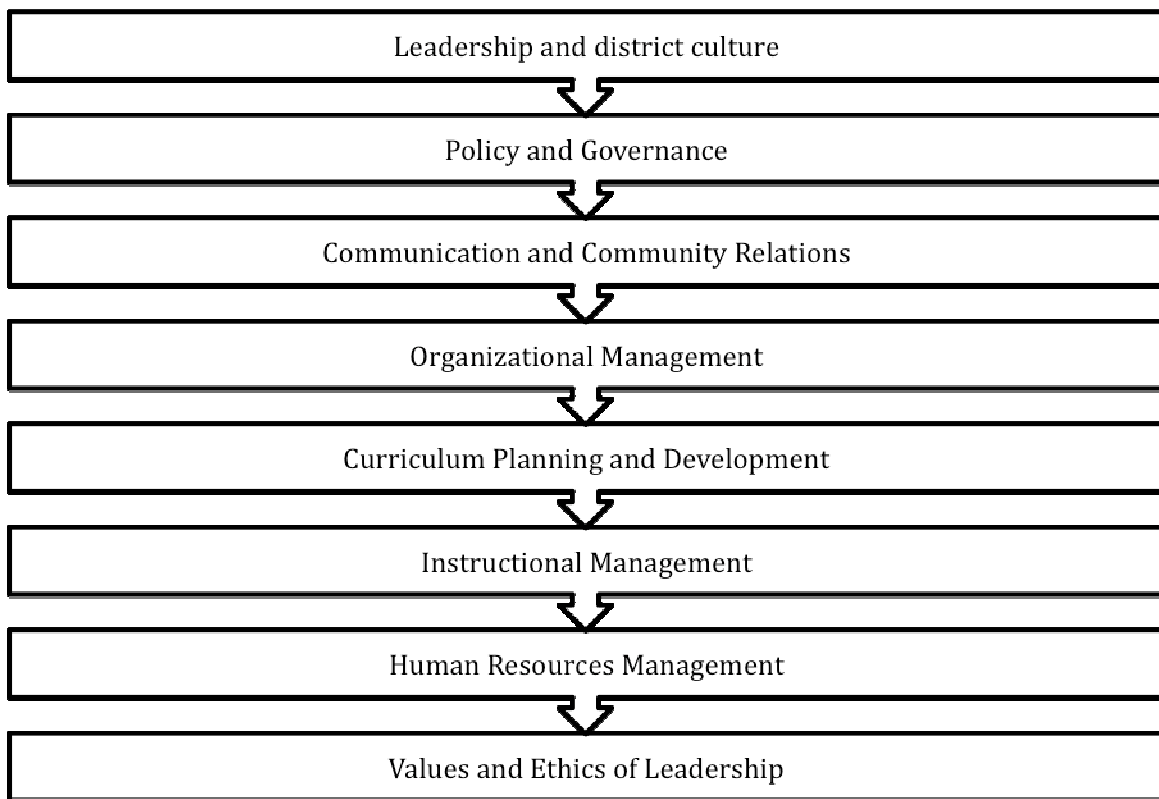 Leadership and district culture
Policy and Governance
Communication and Community Relations
Organizational Management
Curriculum Planning and Development
Instructional Management
Human Resources Management
Values and Ethics of Leadership